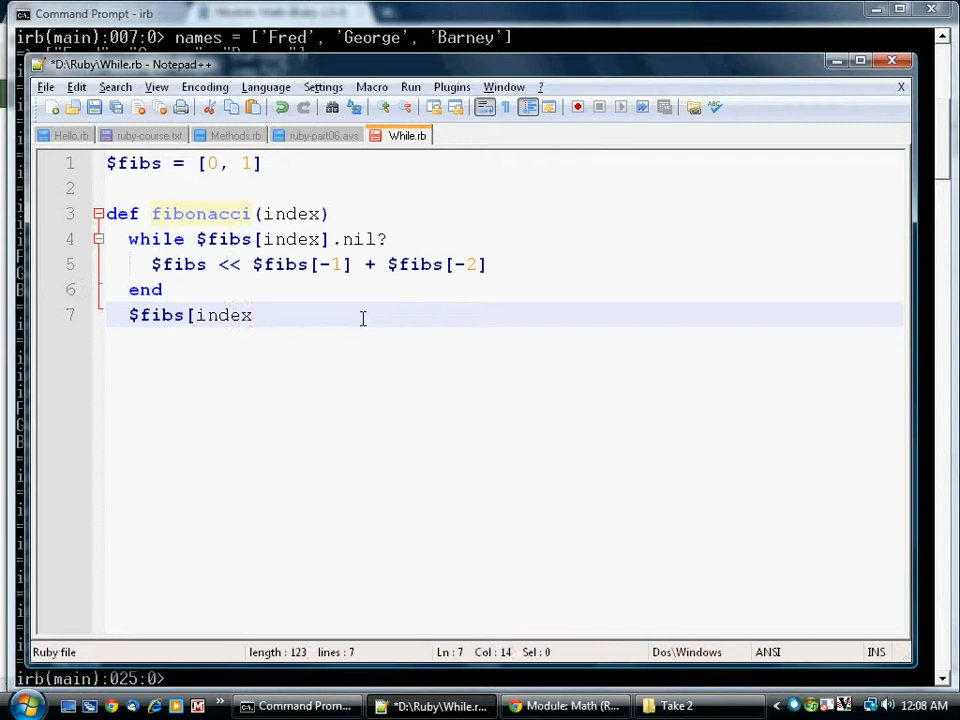 Command Prompt - irb
irb(main):007:0> names = ['Fred', 'George', 'Barney']
*D:\Ruby\While.rb - Notepad++
File Edit Search View Encoding Language Settings Macro Run Plugins Window ? X
Hello.rb ruby-course.txt Methods.rb ruby-part06.avs While.rb
1 $fibs = [0, 1]
2
3 def fibonacci(index)
4 while $fibs[index].nil?
5 $fibs << $fibs[-1] + $fibs[-2]
6 end
7 $fibs[index
Ruby file length : 123 lines : 7 Ln : 7 Col : 14 Sel : 0 Dos\Windows ANSI INS
irb(main):025:0>
Command Prom... *D:\Ruby\While.r... Module: Math (R... Take 2 12:08 AM